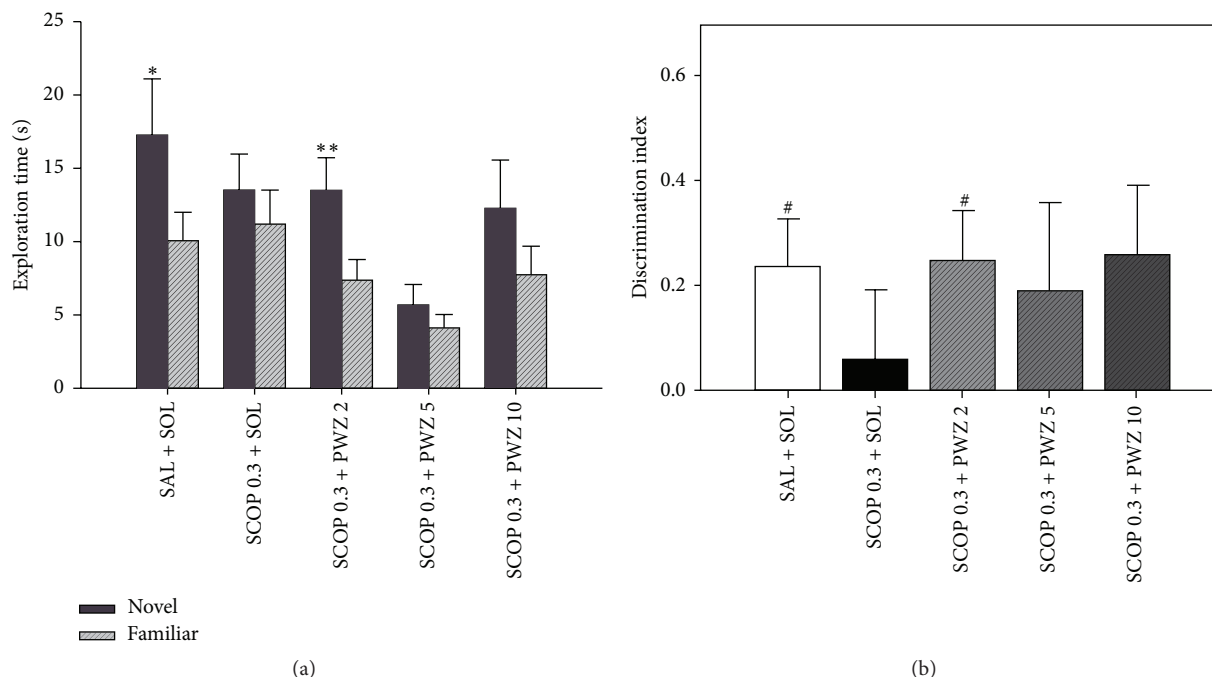 25
20
15
10
5
0
Exploration time (s)
*
**
SAL + SOL
SCOP 0.3 + SOL
SCOP 0.3 + PWZ 2
SCOP 0.3 + PWZ 5
SCOP 0.3 + PWZ 10
Novel
Familiar
(a)
0.6
0.4
0.2
0.0
Discrimination index
#
#
SAL + SOL
SCOP 0.3 + SOL
SCOP 0.3 + PWZ 2
SCOP 0.3 + PWZ 5
SCOP 0.3 + PWZ 10
(b)